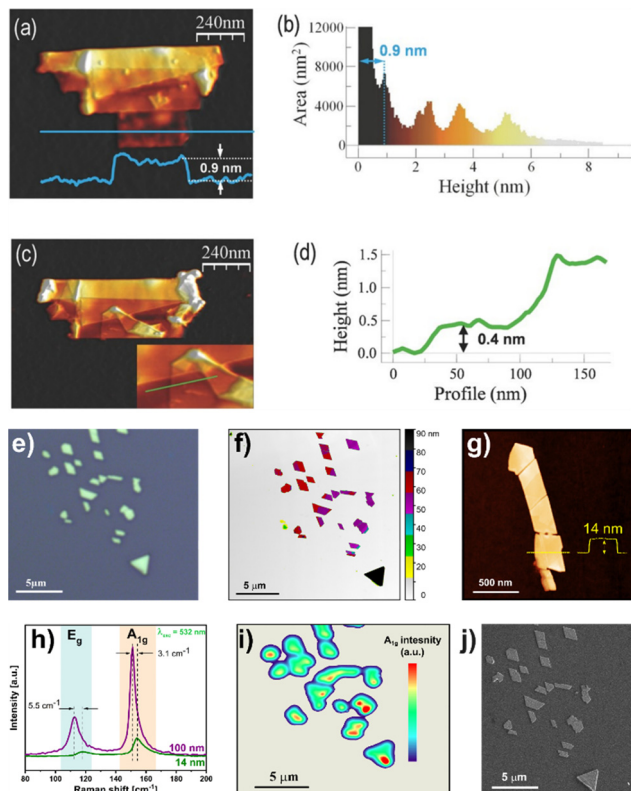 (a)
240nm
0.9 nm
(b)
12000
8000
4000
0
Area (nm²)
0.9 nm
0 2 4 6 8
Height (nm)
(c)
240nm
(d)
1.5
1.0
0.5
0.0
Height (nm)
0.4 nm
0 50 100 150
Profile (nm)
e)
5μm
f)
5 μm
90 nm
80
70
60
50
40
30
20
10
0
g)
14 nm
500 nm
h)
Eg
A1g
λexc = 532 nm
3.1 cm⁻¹
5.5 cm⁻¹
100 nm
14 nm
Intensity [a.u.]
80 100 120 140 160 180 200
Raman shift [cm⁻¹]
i)
A1g intesnity
(a.u.)
5 μm
j)
5 μm